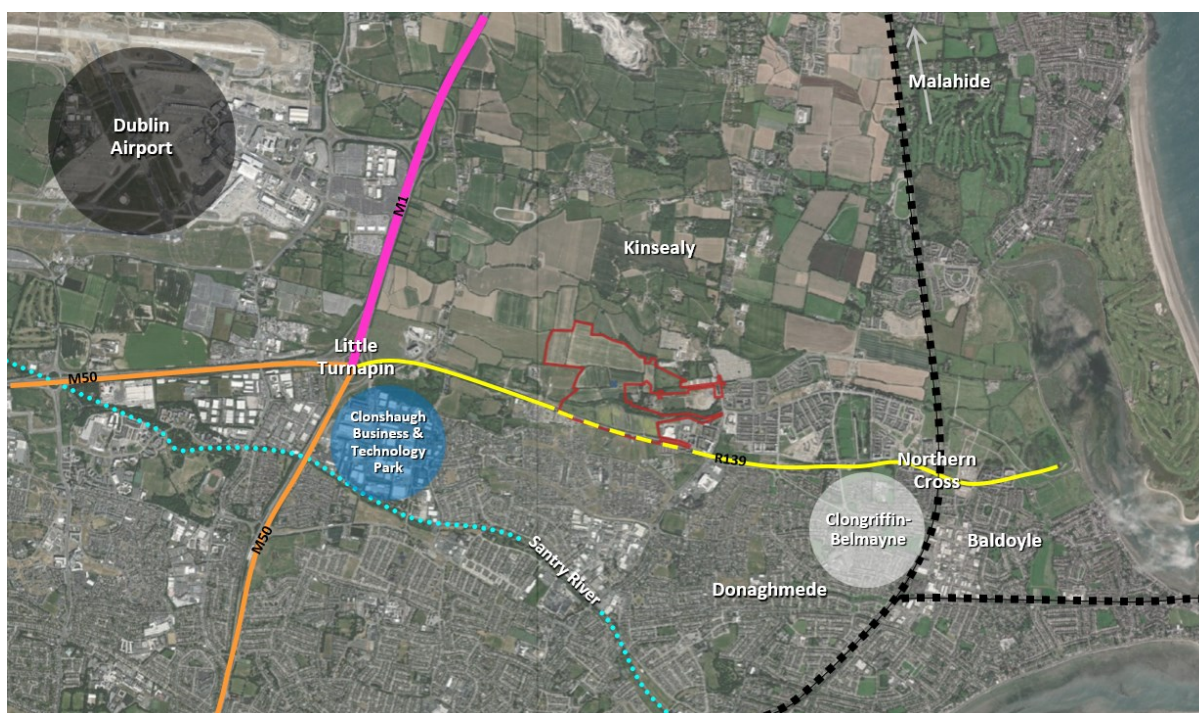 Dublin
Airport
Malahide
M1
Kinsealy
Little
Turnapin
M50
Clonshaugh
Business &
Technology
Park
R139
Northern
Cross
M50
Clongriffin-
Belmayne
Baldoyle
Santry River
Donaghmede